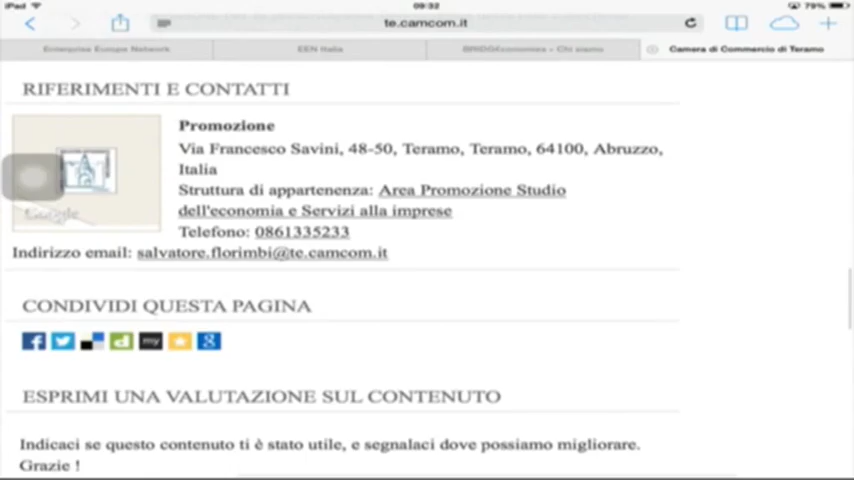 iPad
09:32
79%
te.camcom.it
Enterprise Europe Network
EEN Italia
BRIDGEconomies - Chi siamo
Camera di Commercio di Teramo
RIFERIMENTI E CONTATTI
Google
Promozione
Via Francesco Savini, 48-50, Teramo, Teramo, 64100, Abruzzo,
Italia
Struttura di appartenenza: Area Promozione Studio
dell'economia e Servizi alla imprese
Telefono: 0861335233
Indirizzo email: salvatore.florimbi@te.camcom.it
CONDIVIDI QUESTA PAGINA
my
ESPRIMI UNA VALUTAZIONE SUL CONTENUTO
Indicaci se questo contenuto ti è stato utile, e segnalaci dove possiamo migliorare.
Grazie !